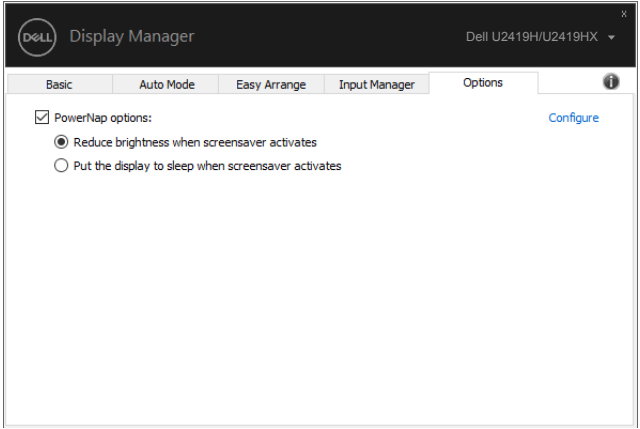 x
DELL Display Manager Dell U2419H/U2419HX
Basic Auto Mode Easy Arrange Input Manager Options i
PowerNap options: Configure
Reduce brightness when screensaver activates
Put the display to sleep when screensaver activates